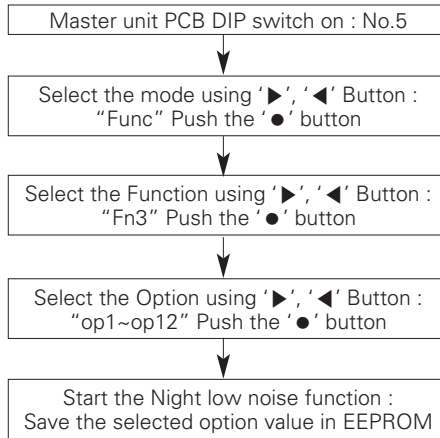 Master unit PCB DIP switch on : No.5
Select the mode using ‘▶’, ‘◀’ Button :
“Func” Push the ‘●’ button
Select the Function using ‘▶’, ‘◀’ Button :
“Fn3” Push the ‘●’ button
Select the Option using ‘▶’, ‘◀’ Button :
“op1~op12” Push the ‘●’ button
Start the Night low noise function :
Save the selected option value in EEPROM